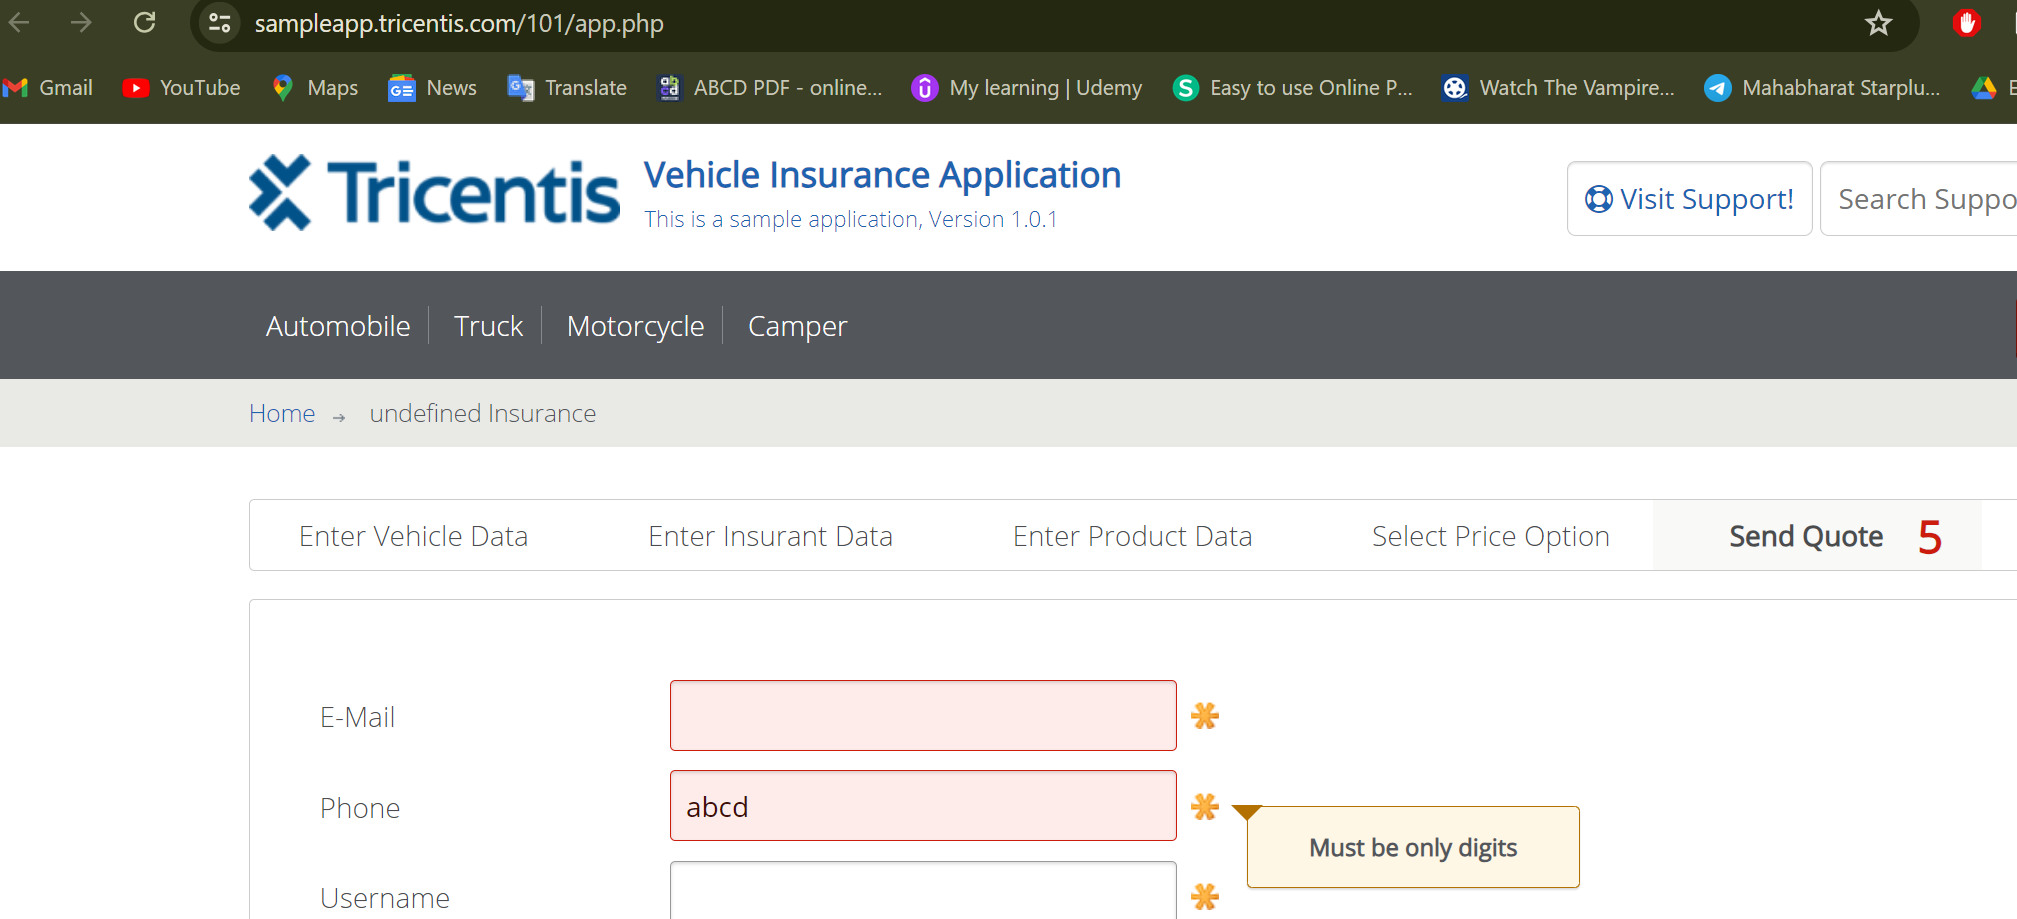 sampleapp.tricentis.com/101/app.php
Gmail YouTube Maps News Translate ABCD PDF - online... My learning | Udemy Easy to use Online P... Watch The Vampire... Mahabharat Starplu...
Tricentis
Vehicle Insurance Application
This is a sample application, Version 1.0.1
Visit Support!
Search Suppo
Automobile Truck Motorcycle Camper
Home → undefined Insurance
Enter Vehicle Data Enter Insurant Data Enter Product Data Select Price Option Send Quote 5
E-Mail
Phone abcd
Must be only digits
Username